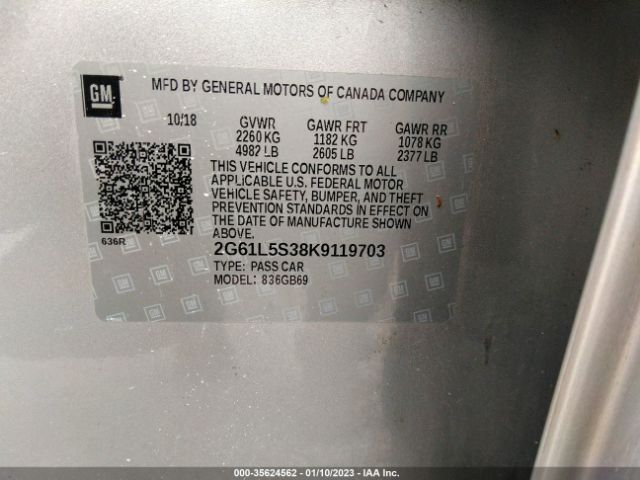 GM
MFD BY GENERAL MOTORS OF CANADA COMPANY
10/18 GVWR GAWR FRT GAWR RR
2260 KG 1182 KG 1078 KG
4982 LB 2605 LB 2377 LB
THIS VEHICLE CONFORMS TO ALL
APPLICABLE U.S. FEDERAL MOTOR
VEHICLE SAFETY, BUMPER, AND THEFT
PREVENTION STANDARDS IN EFFECT ON
THE DATE OF MANUFACTURE SHOWN
ABOVE.
636R
2G61L5S38K9119703
TYPE: PASS CAR
MODEL: 836GB69
000-35624562 - 01/10/2023 - IAA Inc.